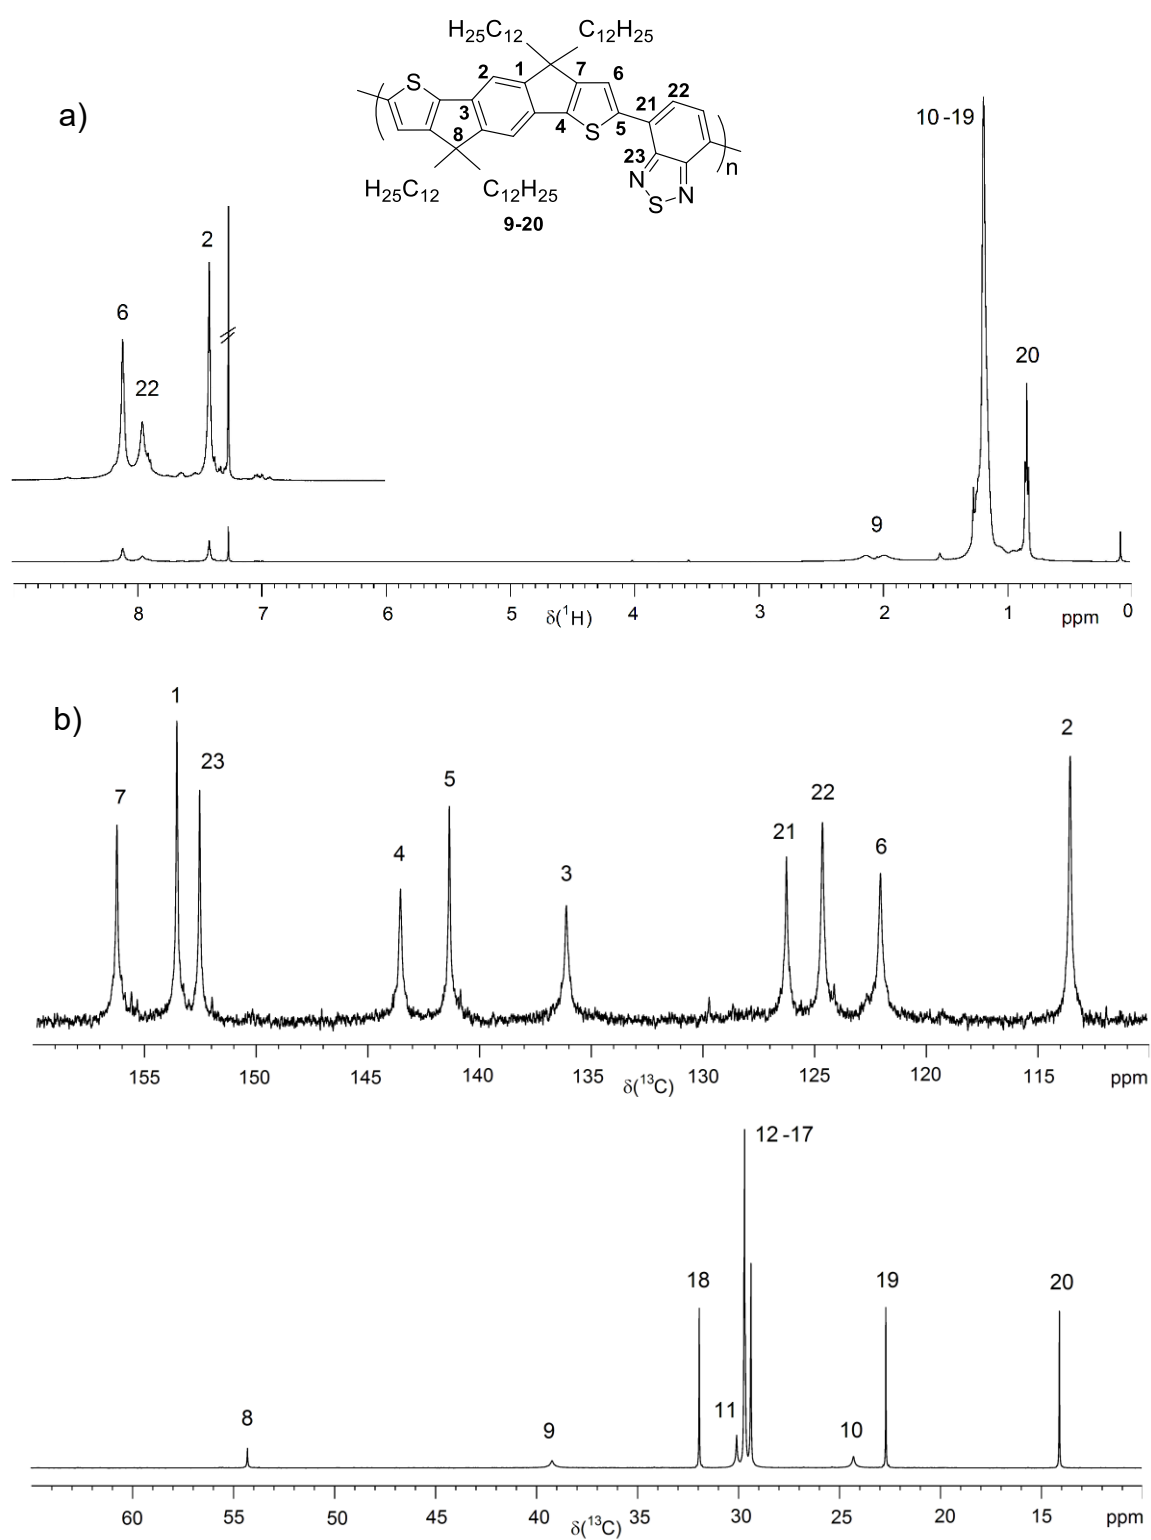 H25C12 C12H25
a)
1 7 6
2
S
22
21
3
4 S 5
8
23
N N
S
n
H25C12 C12H25
9-20
10 -19
2
6
22
20
9
8 7 6 5 4 3 2 1 0
δ(1H) ppm
b)
1
23
7
5
4
3
22
21
6
2
155 150 145 140 135 130 125 120 115 ppm
δ(13C)
12 -17
18
19
20
11
8
9
10
60 55 50 45 40 35 30 25 20 15 ppm
δ(13C)